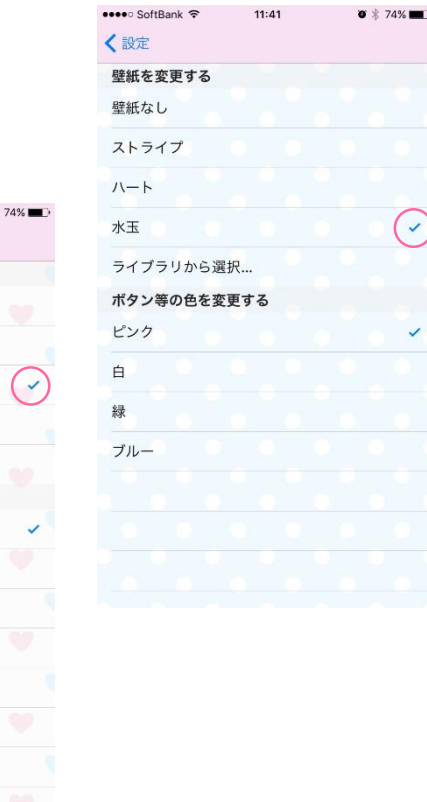 SoftBank 11:41 74%
設定
壁紙を変更する
壁紙なし
ストライプ
ハート
水玉
ライブラリから選択...
ボタン等の色を変更する
ピンク
白
緑
ブルー
74%